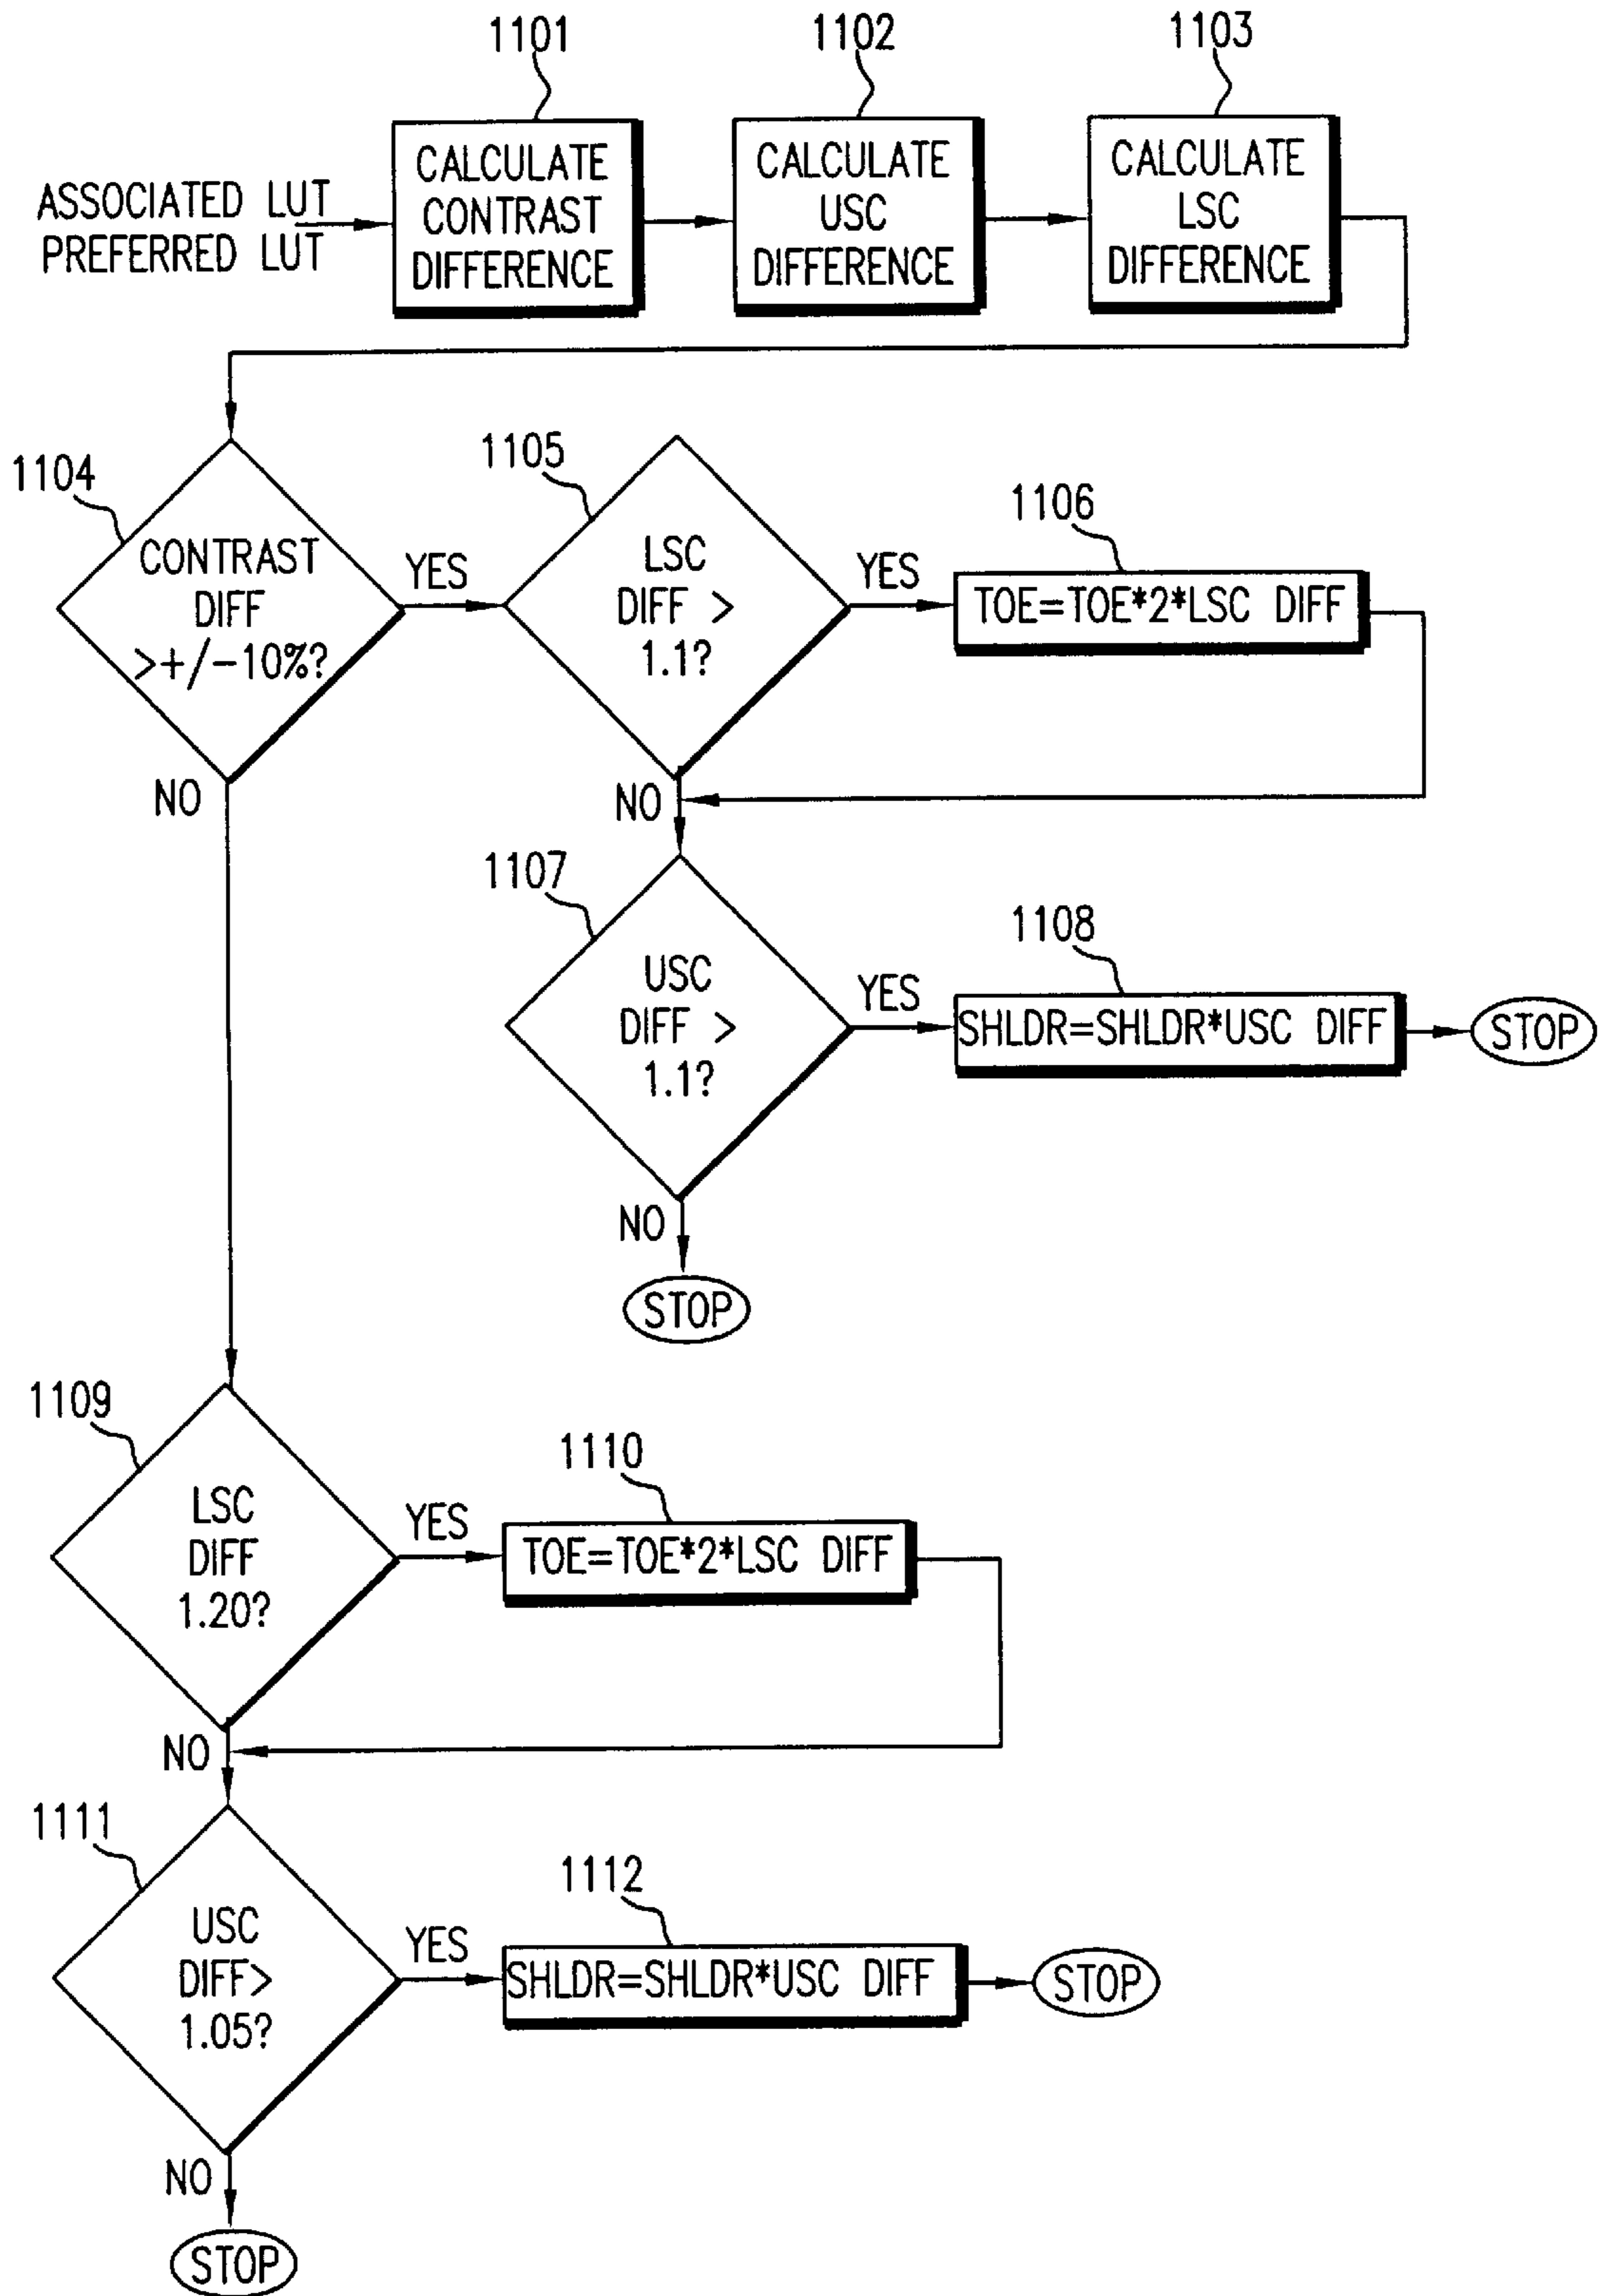 1101
1102
1103
ASSOCIATED LUT
PREFERRED LUT
CALCULATE
CONTRAST
DIFFERENCE
CALCULATE
USC
DIFFERENCE
CALCULATE
LSC
DIFFERENCE
1104
CONTRAST
DIFF
>+/-10%?
YES
NO
1105
LSC
DIFF >
1.1?
YES
NO
1106
TOE=TOE*2*LSC DIFF
1107
USC
DIFF >
1.1?
YES
NO
1108
SHLDR=SHLDR*USC DIFF
STOP
STOP
1109
LSC
DIFF
1.20?
YES
NO
1110
TOE=TOE*2*LSC DIFF
1111
USC
DIFF>
1.05?
YES
NO
1112
SHLDR=SHLDR*USC DIFF
STOP
STOP